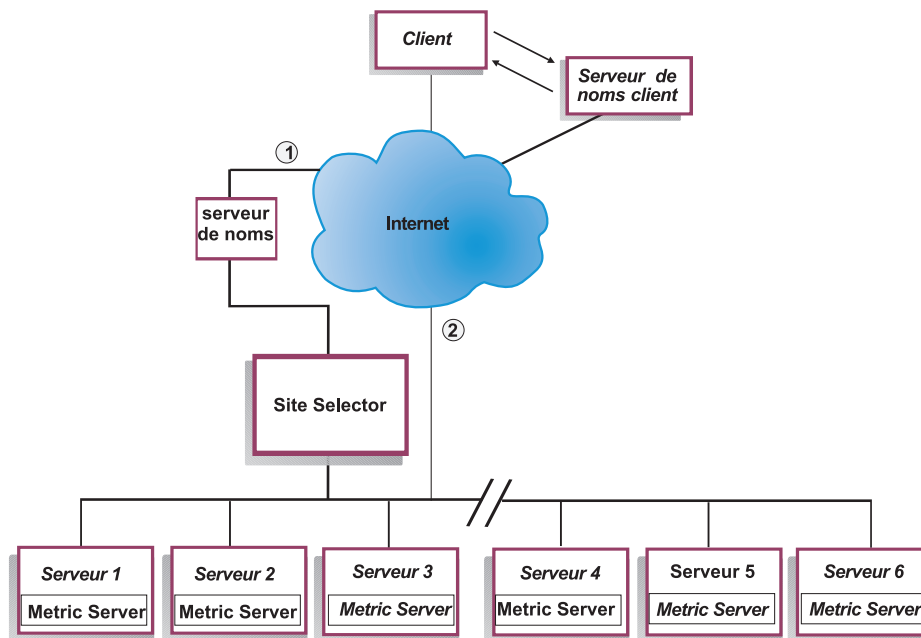 Client
Serveur de
noms client
1
serveur
de noms
Internet
2
Site Selector
Serveur 1
Metric Server
Serveur 2
Metric Server
Serveur 3
Metric Server
Serveur 4
Metric Server
Serveur 5
Metric Server
Serveur 6
Metric Server